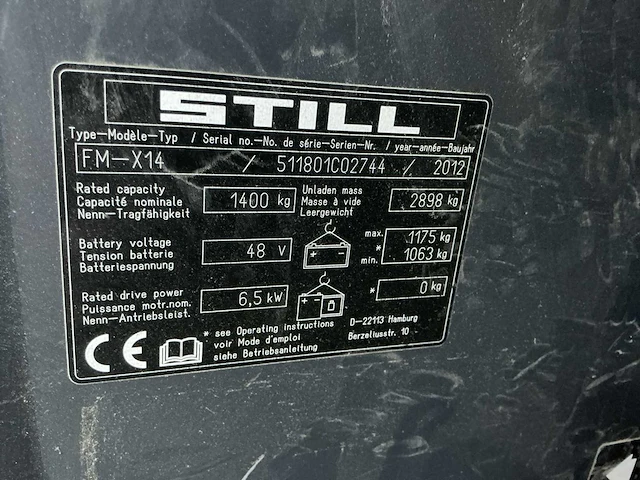 STILL
Type-Modèle-Typ / Serial no.-No. de série-Serien-Nr. / year-année-Baujahr
FM-X14 / 511801C02744 / 2012
Rated capacity
Capacité nominale
Nenn-Tragfähigkeit
1400 kg
Unladen mass
Masse à vide
Leergewicht
2898 kg
Battery voltage
Tension batterie
Batteriespannung
48 V
max. 1175 kg
*
min. 1063 kg
Rated drive power
Puissance motr.nom.
Nenn-Antriebsleist.
6,5 kW
* 0 kg
CE
* see Operating instructions
voir Mode d'emploi
siehe Betriebsanleitung
D-22113 Hamburg
Berzeliusstr. 10